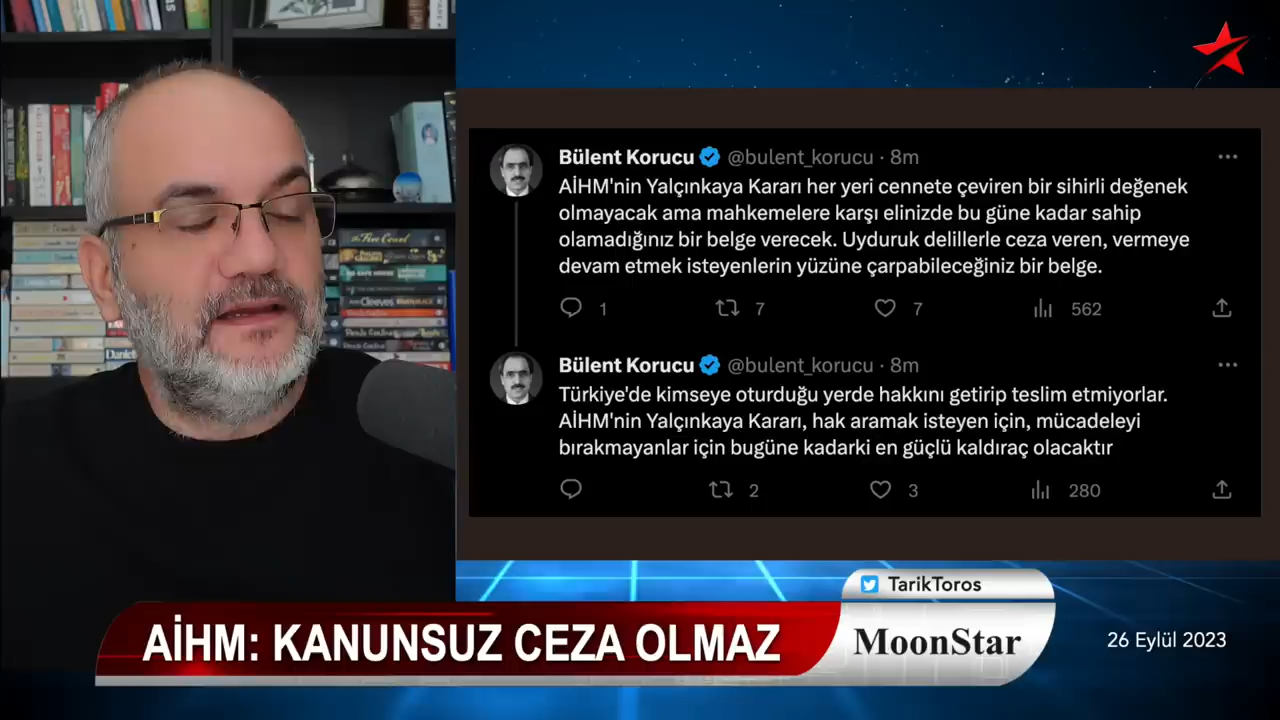 Bülent Korucu @bulent_korucu · 8m
AİHM'nin Yalçınkaya Kararı her yeri cennete çeviren bir sihirli değenek
olmayacak ama mahkemelere karşı elinizde bu güne kadar sahip
olamadığınız bir belge verecek. Uyduruk delillerle ceza veren, vermeye
devam etmek isteyenlerin yüzüne çarpabileceğiniz bir belge.
1 7 7 562
Bülent Korucu @bulent_korucu · 8m
Türkiye'de kimseye oturduğu yerde hakkını getirip teslim etmiyorlar.
AİHM'nin Yalçınkaya Kararı, hak aramak isteyen için, mücadeleyi
bırakmayanlar için bugüne kadarki en güçlü kaldıraç olacaktır
2 3 280
TarikToros
AİHM: KANUNSUZ CEZA OLMAZ
MoonStar
26 Eylül 2023